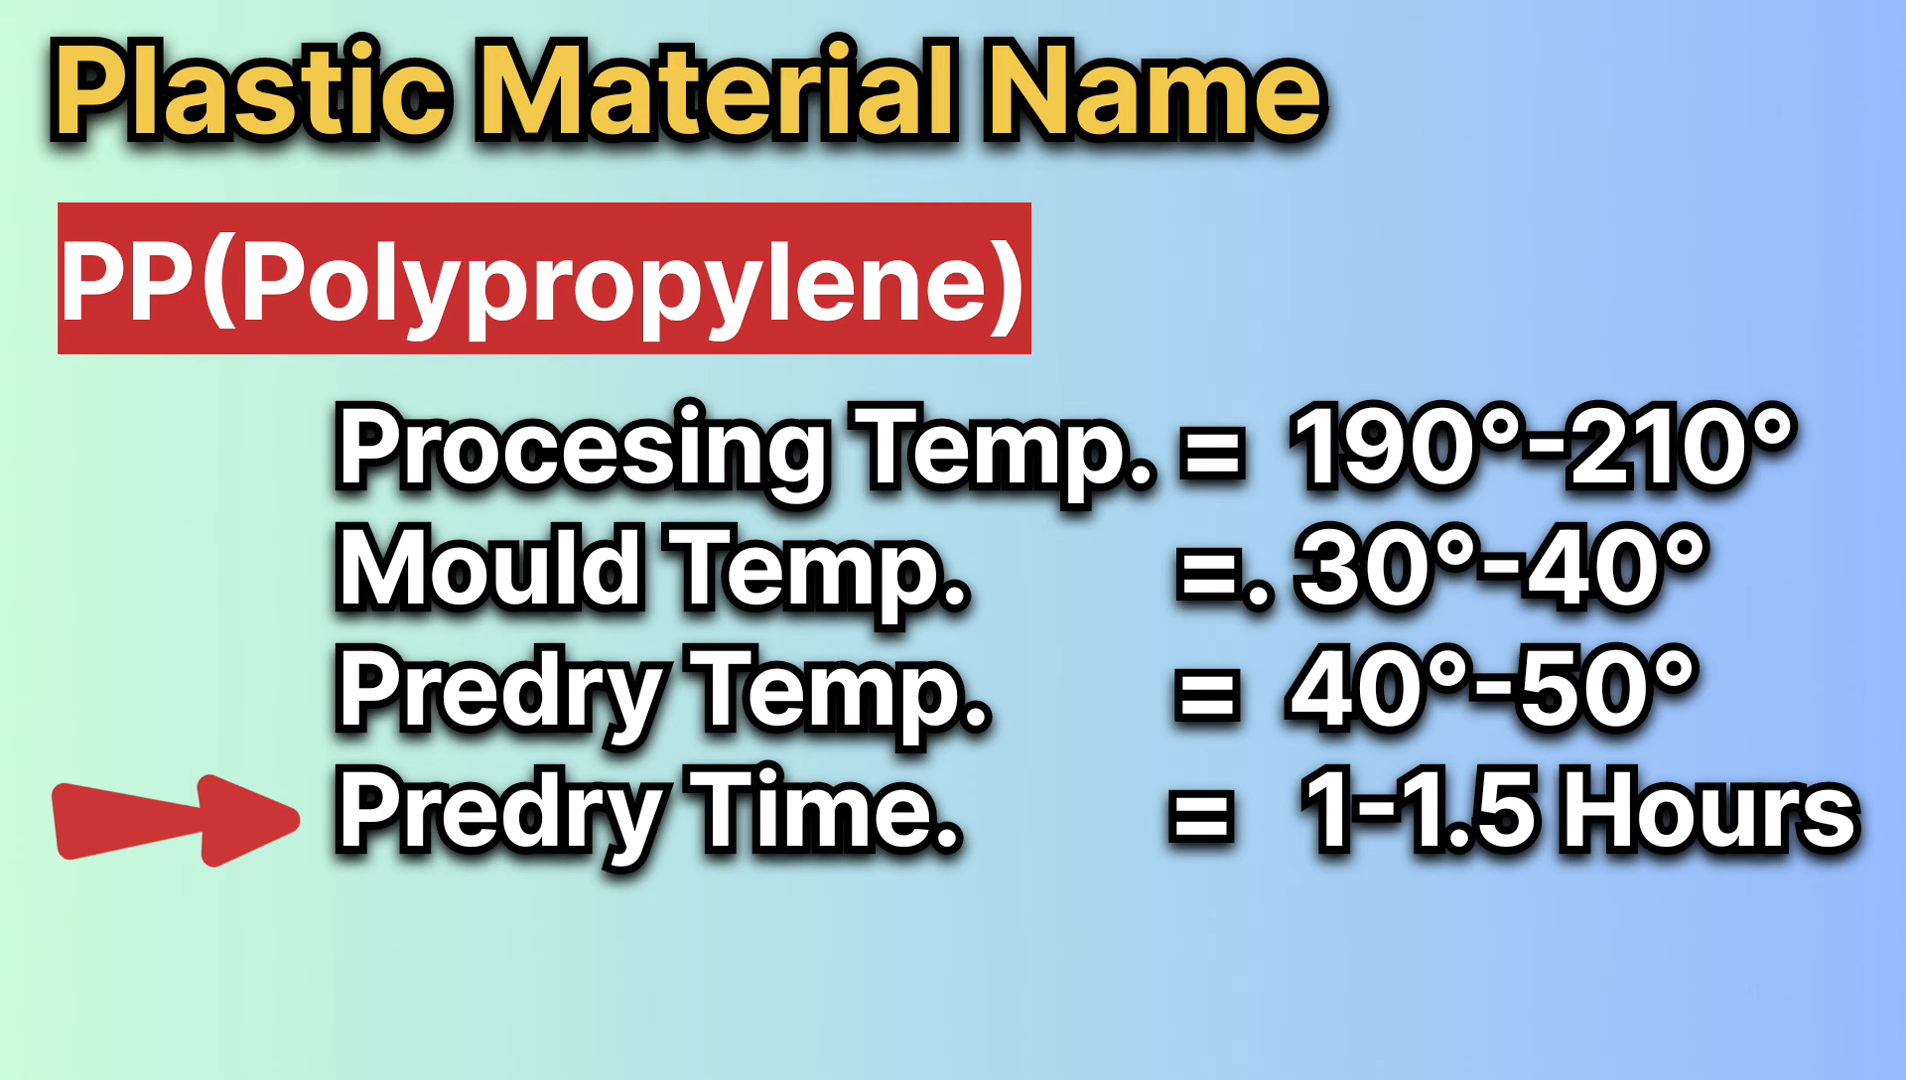 Plastic Material Name
PP(Polypropylene)
Procesing Temp. = 190°-210°
Mould Temp. =. 30°-40°
Predry Temp. = 40°-50°
Predry Time. = 1-1.5 Hours